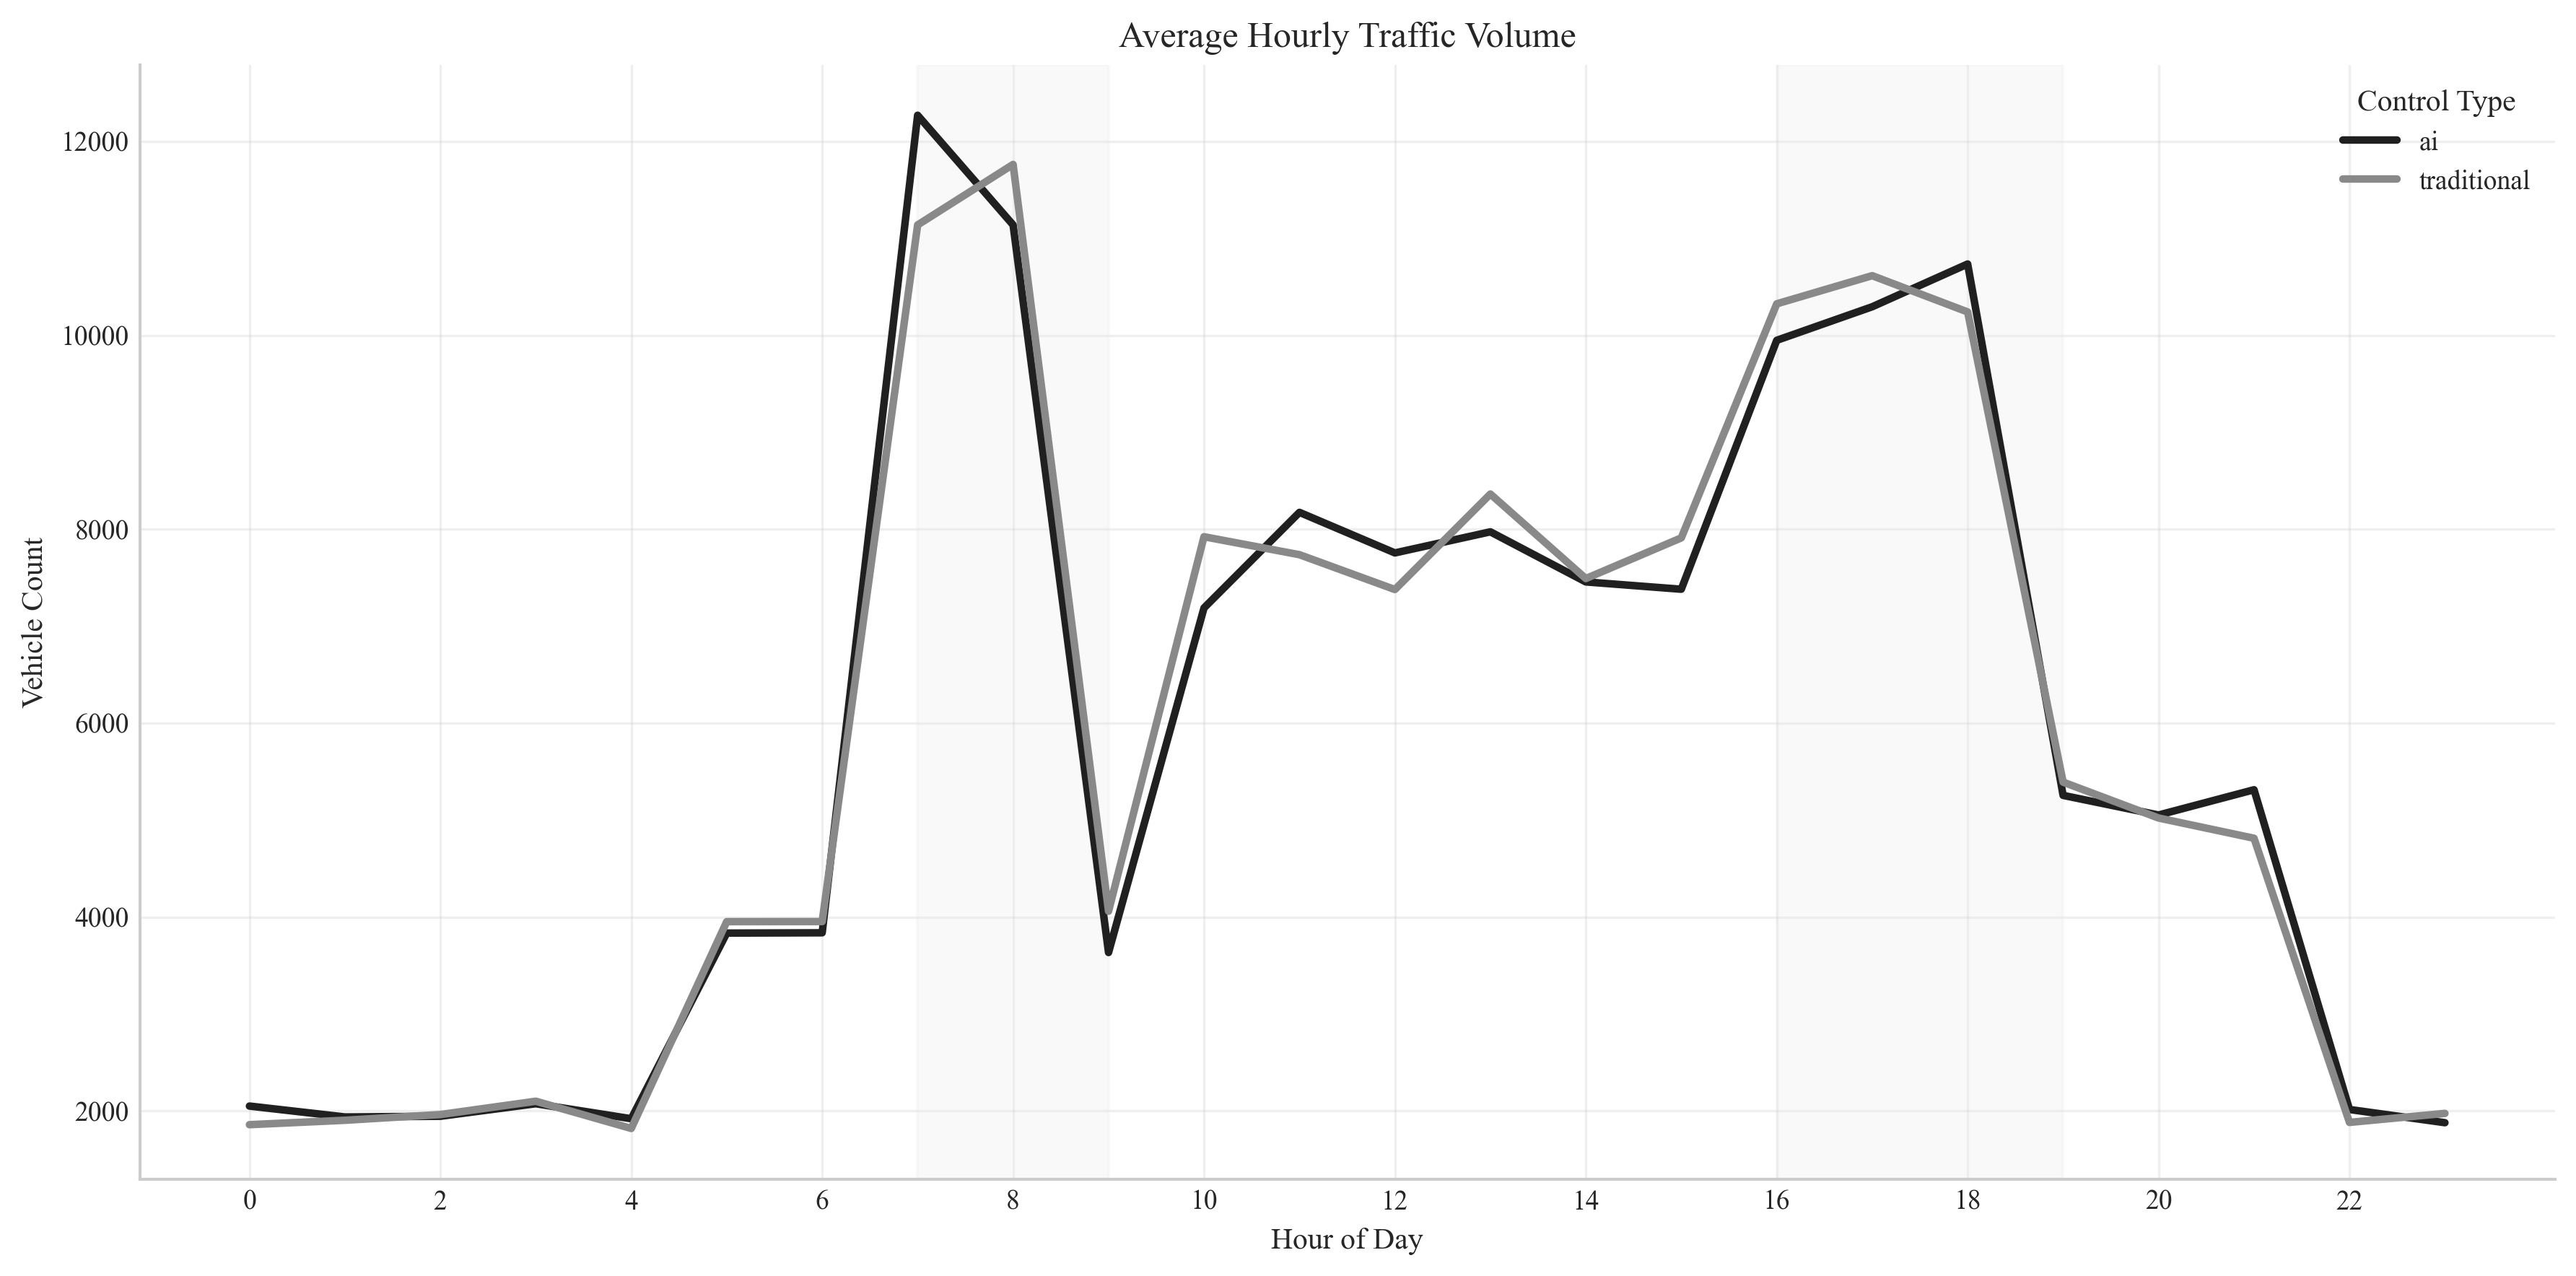 Average Hourly Traffic Volume
Control Type
ai
traditional
12000
10000
8000
6000
4000
2000
Vehicle Count
0 2 4 6 8 10 12 14 16 18 20 22
Hour of Day